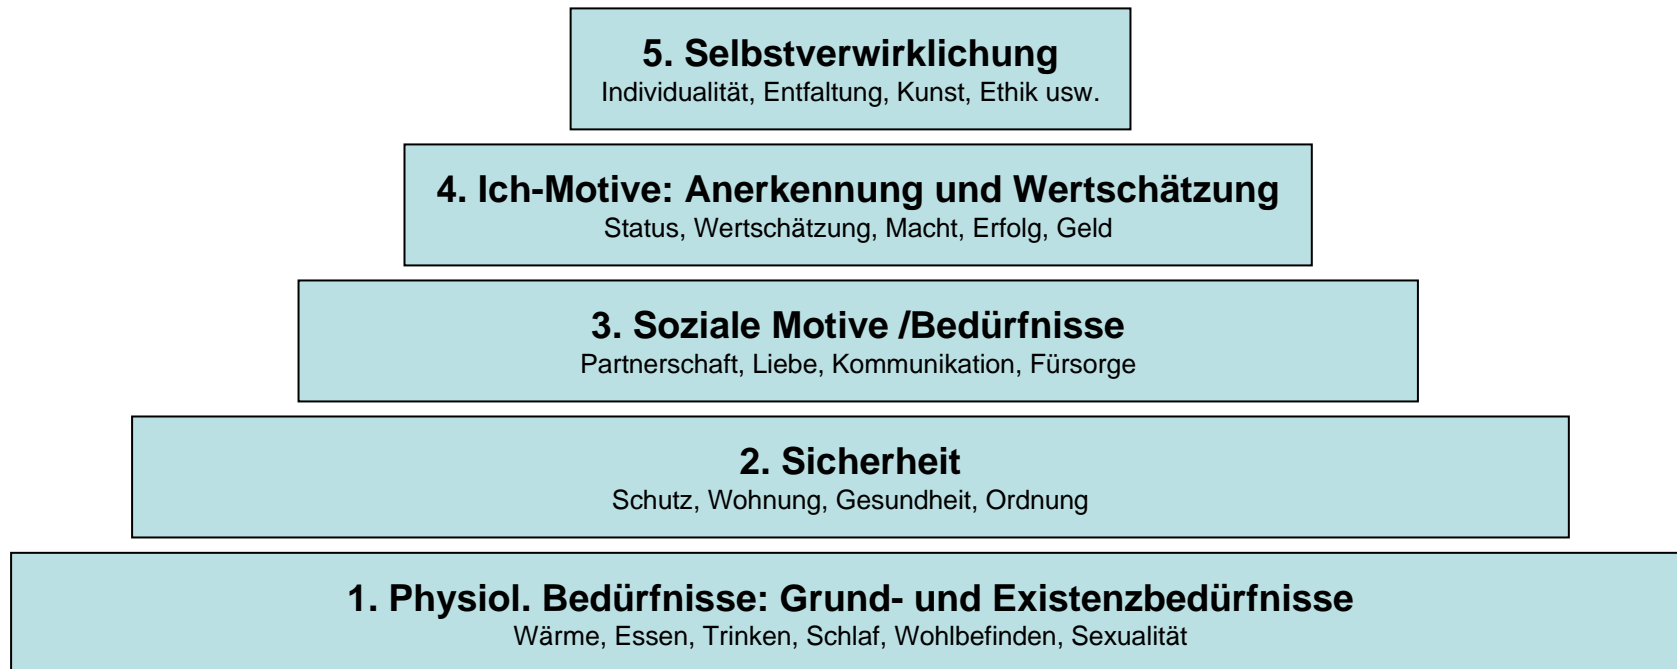 5. Selbstverwirklichung
Individualität, Entfaltung, Kunst, Ethik usw.
4. Ich-Motive: Anerkennung und Wertschätzung
Status, Wertschätzung, Macht, Erfolg, Geld
3. Soziale Motive /Bedürfnisse
Partnerschaft, Liebe, Kommunikation, Fürsorge
2. Sicherheit
Schutz, Wohnung, Gesundheit, Ordnung
1. Physiol. Bedürfnisse: Grund- und Existenzbedürfnisse
Wärme, Essen, Trinken, Schlaf, Wohlbefinden, Sexualität